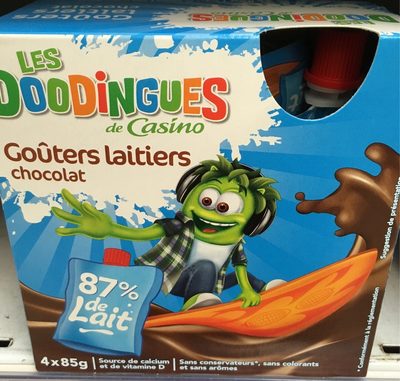 Goûters
LES
DOODINGUES
de Casino
Goûters laitiers
chocolat
87%
de
Lait
4x85g
Source de calcium
et de vitamine D
Sans conservateurs*, sans colorants
et sans arômes
Suggestion de présentation
* Conformément à la réglementation